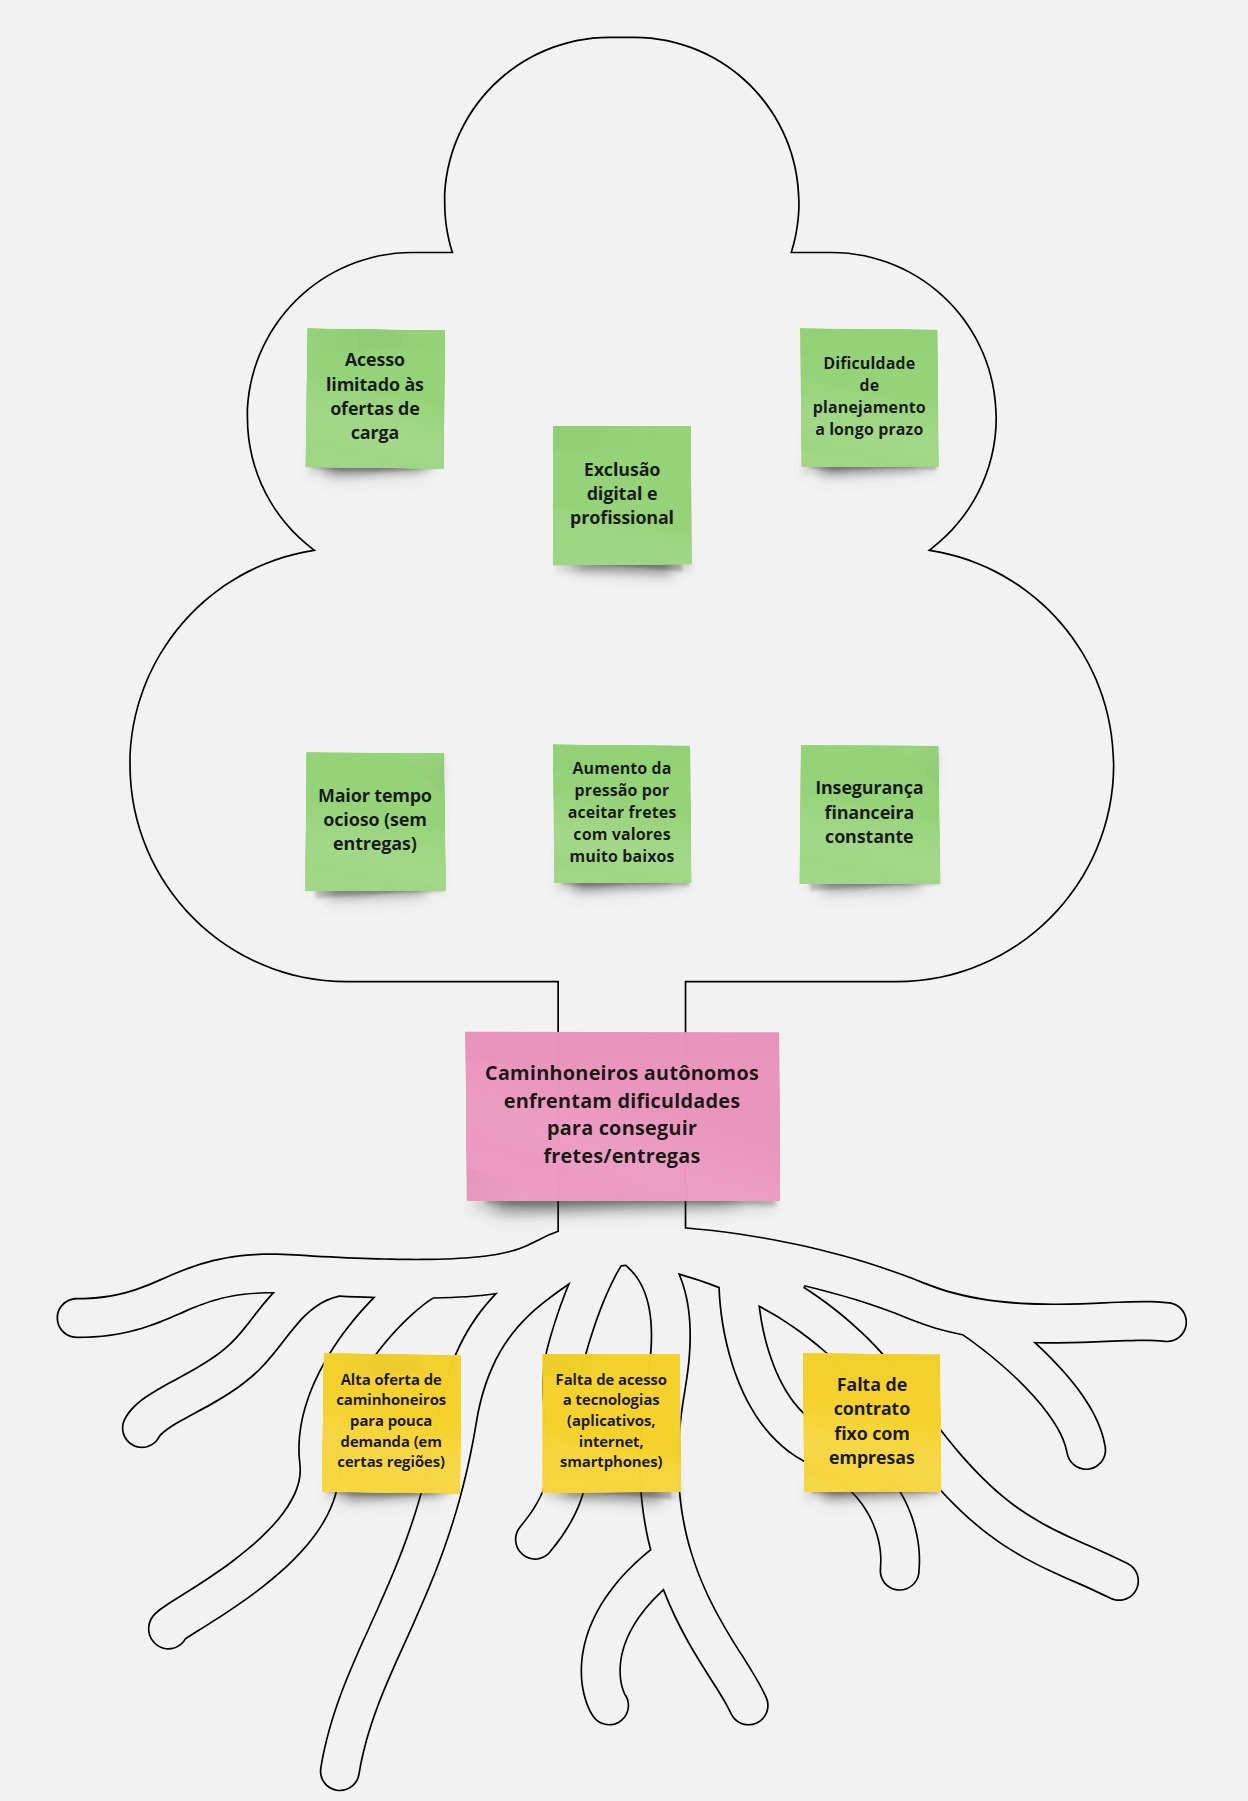 Acesso
limitado às
ofertas de
carga
Dificuldade
de
planejamento
a longo prazo
Exclusão
digital e
profissional
Maior tempo
ocioso (sem
entregas)
Aumento da
pressão por
aceitar fretes
com valores
muito baixos
Insegurança
financeira
constante
Caminhoneiros autônomos
enfrentam dificuldades
para conseguir
fretes/entregas
Alta oferta de
caminhoneiros
para pouca
demanda (em
certas regiões)
Falta de acesso
a tecnologias
(aplicativos,
internet,
smartphones)
Falta de
contrato
fixo com
empresas